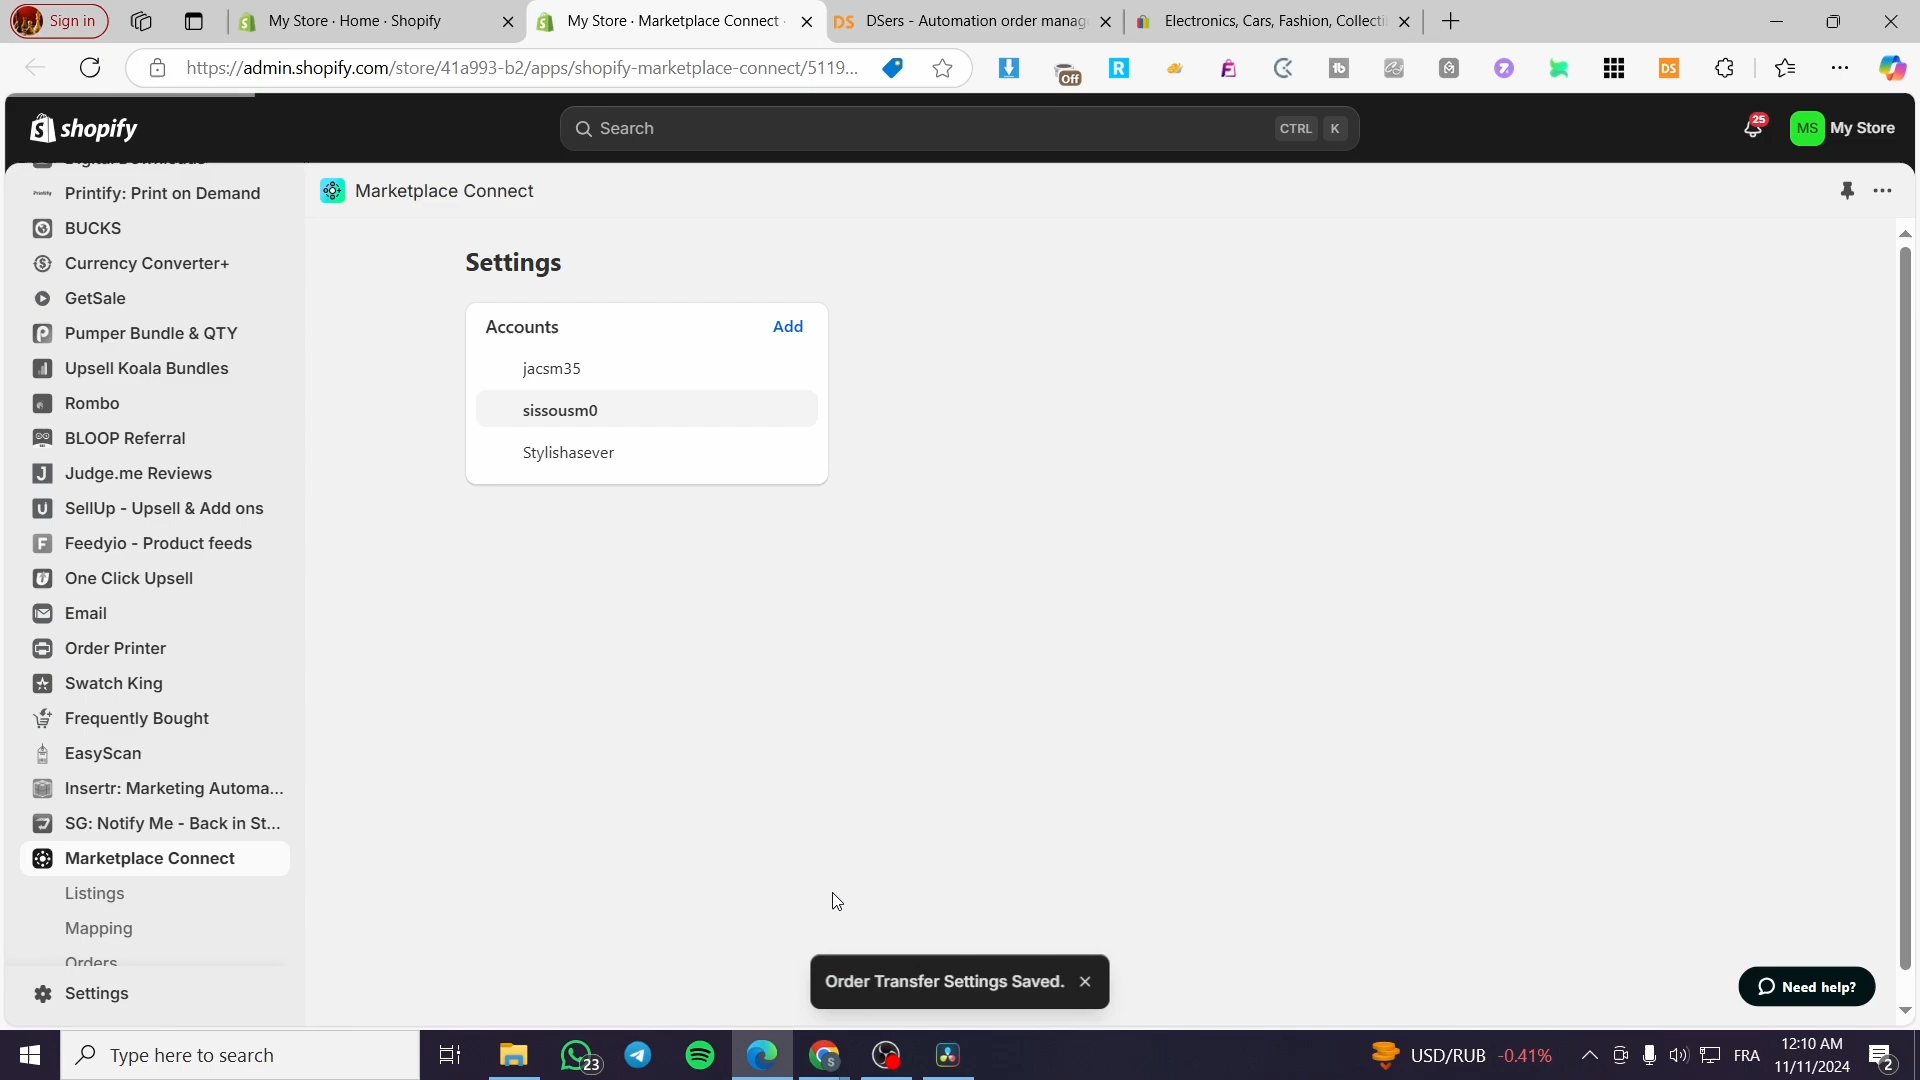 Sign in
My Store · Home · Shopify
My Store · Marketplace Connect ·
DS
DSers - Automation order manag
Electronics, Cars, Fashion, Collecti
https://admin.shopify.com/store/41a993-b2/apps/shopify-marketplace-connect/5119...
Off
R
DS
shopify
Search
CTRL
K
25
MS
My Store
Printify
Printify: Print on Demand
BUCKS
Currency Converter+
GetSale
Pumper Bundle & QTY
Upsell Koala Bundles
Rombo
BLOOP Referral
Judge.me Reviews
SellUp - Upsell & Add ons
Feedyio - Product feeds
One Click Upsell
Email
Order Printer
Swatch King
Frequently Bought
EasyScan
Insertr: Marketing Automa...
SG: Notify Me - Back in St...
Marketplace Connect
Listings
Mapping
Orders
Settings
Marketplace Connect
Settings
Accounts
Add
jacsm35
sissousm0
Stylishasever
Order Transfer Settings Saved.
Need help?
Type here to search
23
USD/RUB
-0.41%
FRA
12:10 AM
11/11/2024
2